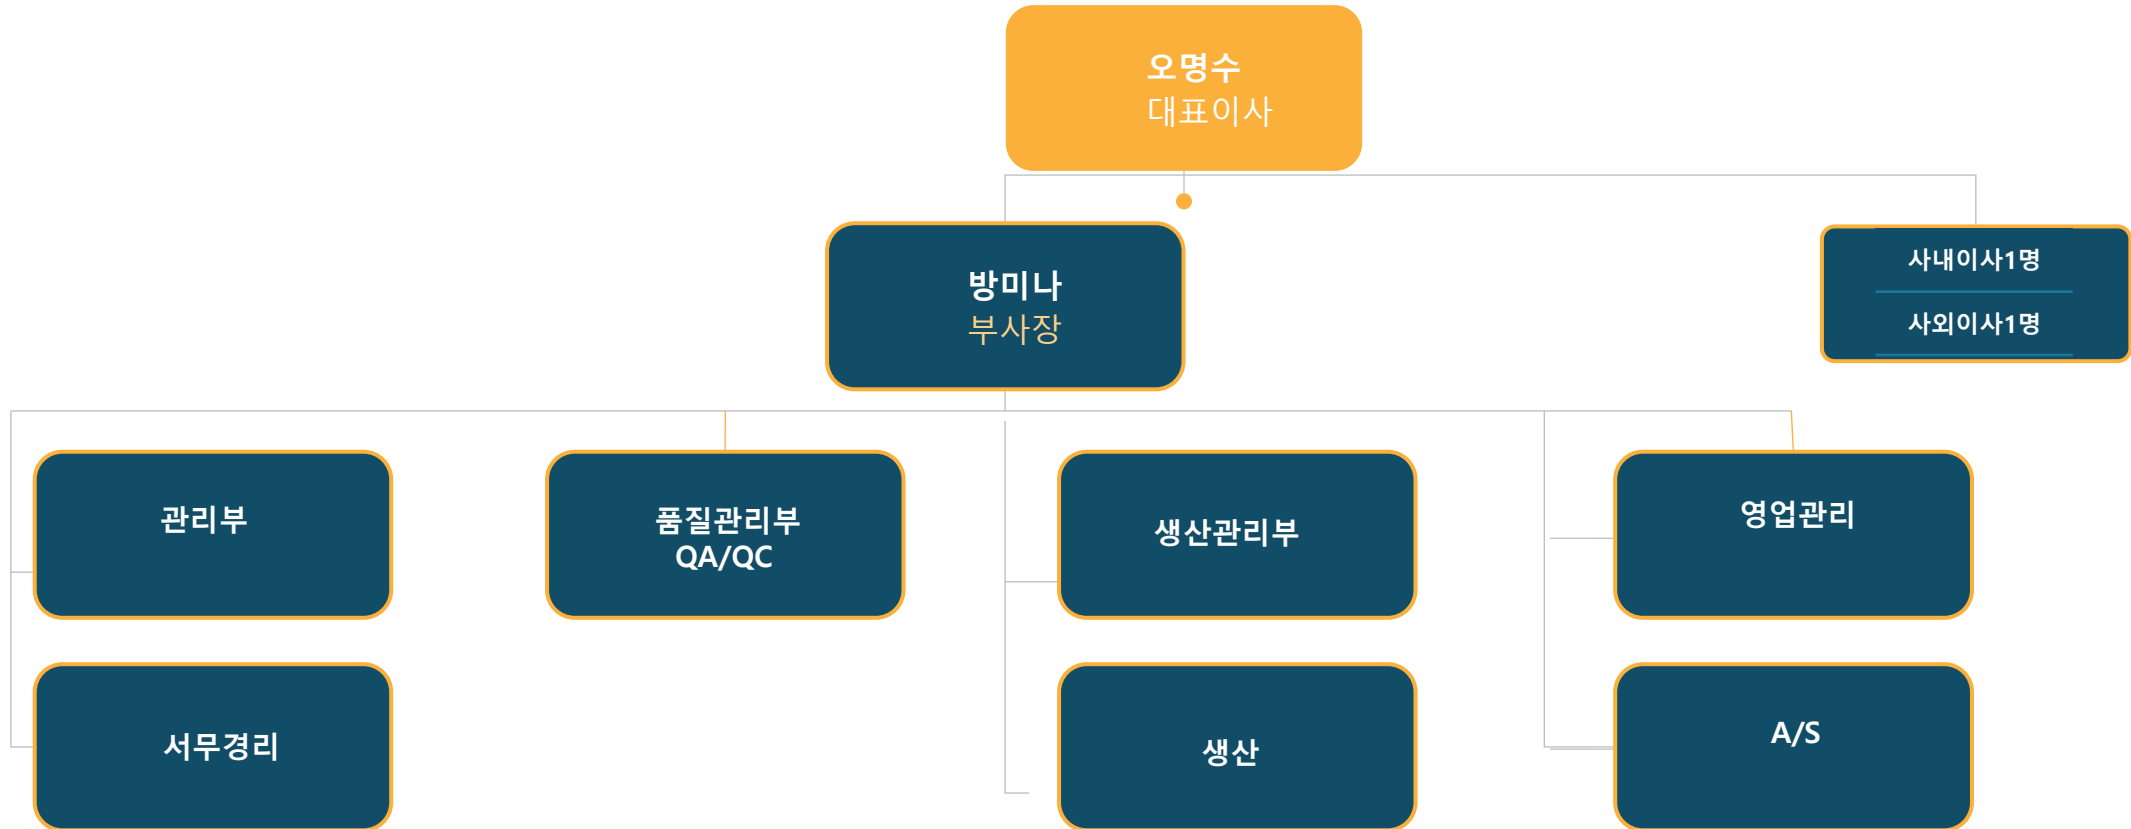 오명수
대표이사
방미나
부사장
사내이사1명
사외이사1명
관리부
품질관리부
QA/QC
생산관리부
영업관리
서무경리
생산
A/S